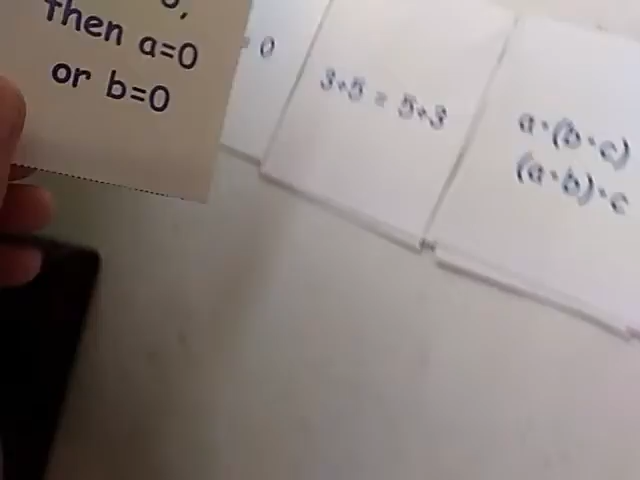 then a=0
or b=0
= 0
3+5 = 5+3
a·(b·c)
(a·b)·c